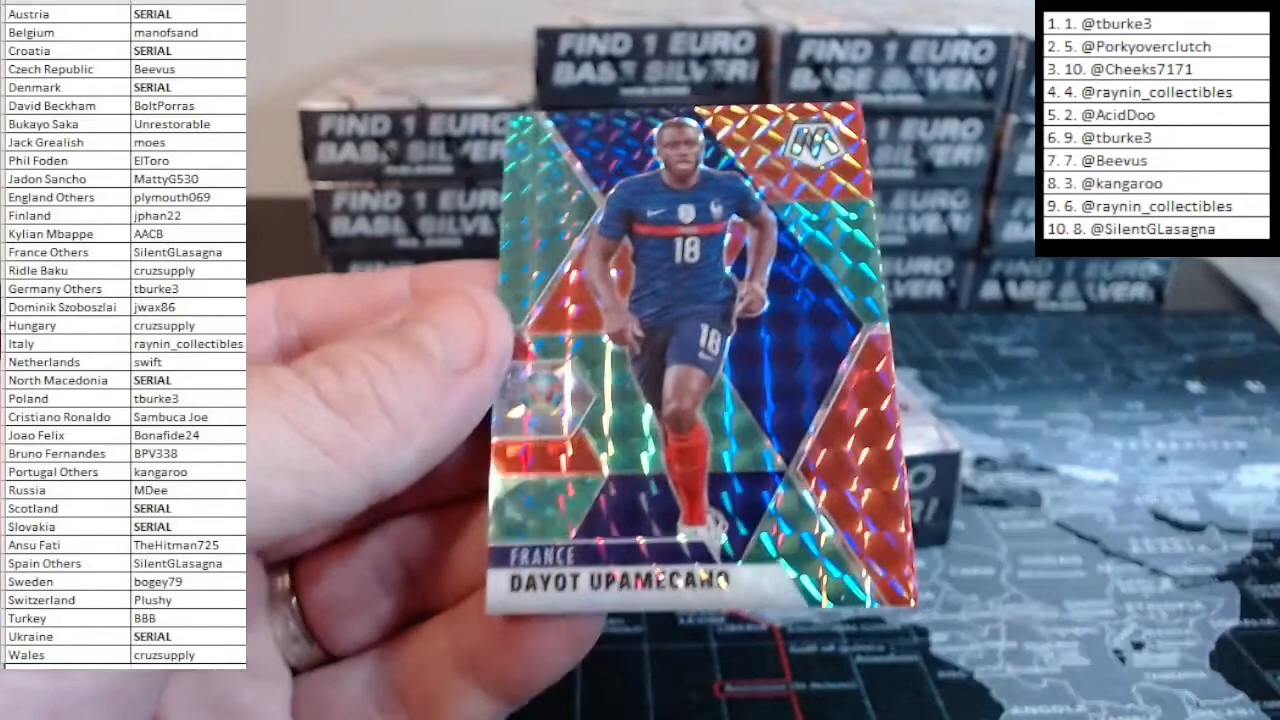 Austria SERIAL
Belgium manofsand
Croatia SERIAL
Czech Republic Beevus
Denmark SERIAL
David Beckham BoltPorras
Bukayo Saka Unrestorable
Jack Grealish moes
Phil Foden ElToro
Jadon Sancho MattyG530
England Others plymouth069
Finland jphan22
Kylian Mbappe AACB
France Others SilentGLasagna
Ridle Baku cruzsupply
Germany Others tburke3
Dominik Szoboszlai jwax86
Hungary cruzsupply
Italy raynin_collectibles
Netherlands swift
North Macedonia SERIAL
Poland tburke3
Cristiano Ronaldo Sambuca Joe
Joao Felix Bonafide24
Bruno Fernandes BPV338
Portugal Others kangaroo
Russia MDee
Scotland SERIAL
Slovakia SERIAL
Ansu Fati TheHitman725
Spain Others SilentGLasagna
Sweden bogey79
Switzerland Plushy
Turkey BBB
Ukraine SERIAL
Wales cruzsupply
FIND 1 EURO
BASE SILVER!
FIND 1 EURO
BASE SILVER!
FIND 1 EURO
BASE SILVER!
18
18
FRANCE
DAYOT UPAMECANO
1. 1. @tburke3
2. 5. @Porkyoverclutch
3. 10. @Cheeks7171
4. 4. @raynin_collectibles
5. 2. @AcidDoo
6. 9. @tburke3
7. 7. @Beevus
8. 3. @kangaroo
9. 6. @raynin_collectibles
10. 8. @SilentGLasagna